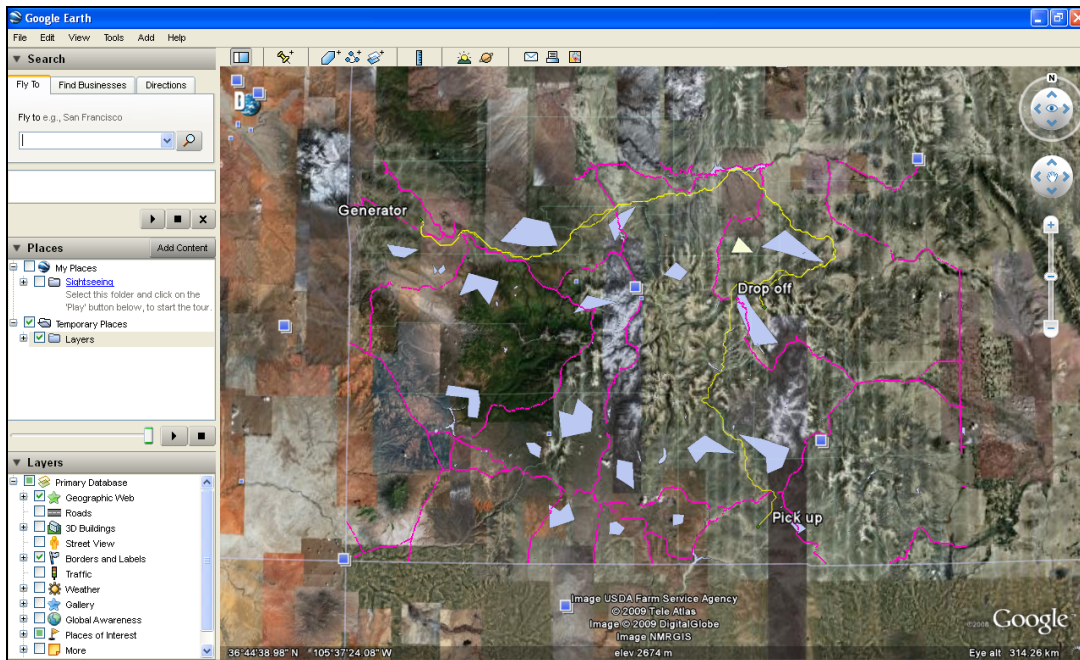 Google Earth
File Edit View Tools Add Help
Search
Fly To Find Businesses Directions
Fly to e.g., San Francisco
Places Add Content
My Places
Sightseeing
Select this folder and click on the
'Play' button below, to start the tour.
Temporary Places
Layers
Layers
Primary Database
Geographic Web
Roads
3D Buildings
Street View
Borders and Labels
Traffic
Weather
Gallery
Global Awareness
Places of Interest
More
N
D
Generator
Drop off
Pick up
Image USDA Farm Service Agency
© 2009 Tele Atlas
Image © 2009 DigitalGlobe
Image NMRGIS
©2008 Google
36°44'38.98" N 105°37'24.08" W elev 2674 m Eye alt 314.26 km